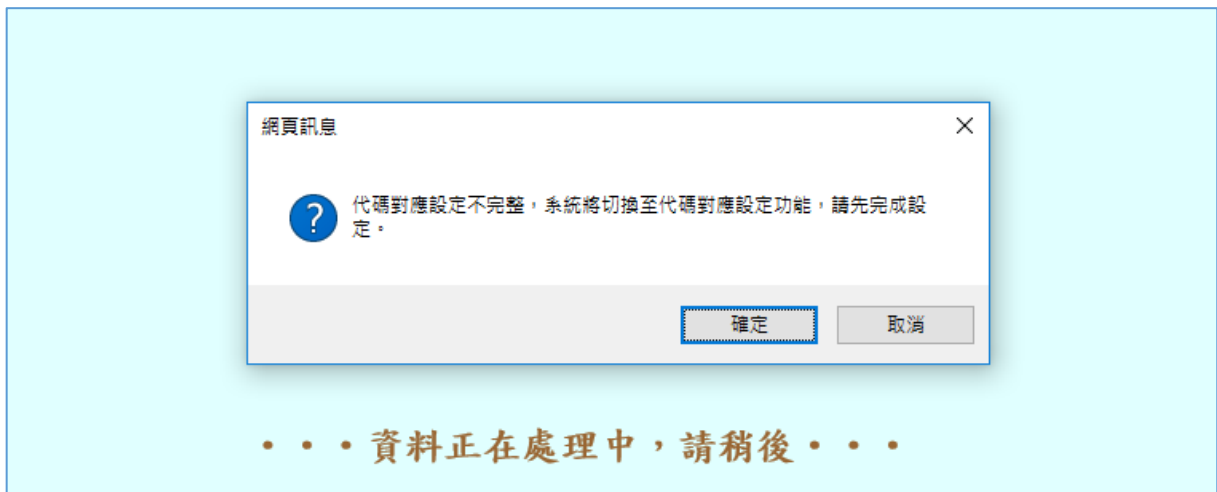 網頁訊息
代碼對應設定不完整，系統將切換至代碼對應設定功能，請先完成設
定。
確定
取消
・・・資料正在處理中，請稍後・・・